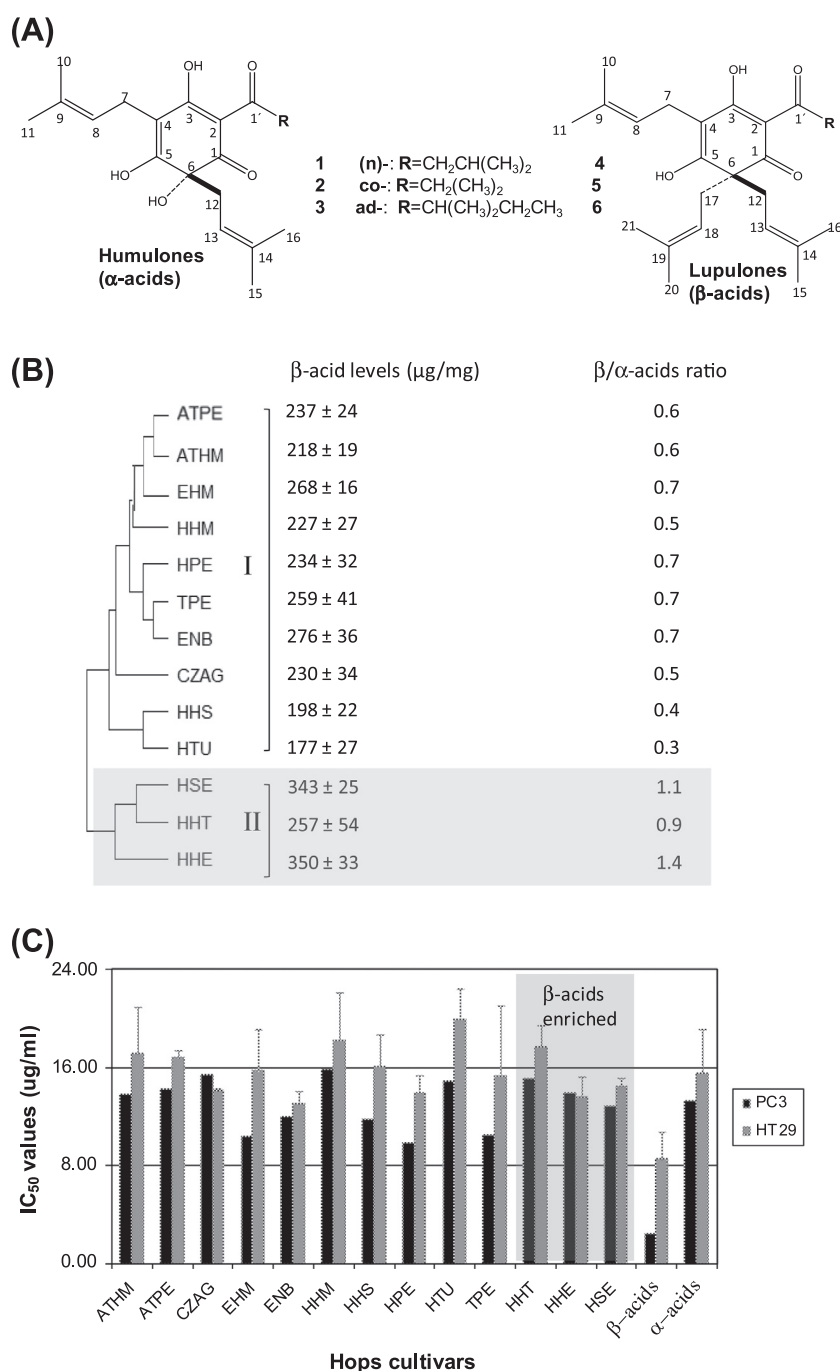 (A)
10
OH
O
7
R
9
8
4
3
2
1'
11
5
6
1
HO
O
HO
12
13
16
14
15
Humulones
(α-acids)
1 (n)-: R=CH₂CH(CH₃)₂ 4
2 co-: R=CH₂(CH₃)₂ 5
3 ad-: R=CH(CH₃)₂CH₂CH₃ 6
10
OH
O
7
R
9
8
4
3
2
1'
11
5
6
1
HO
O
17
12
21
18
13
16
19
14
20
15
Lupulones
(β-acids)
(B)
β-acid levels (µg/mg) β/α-acids ratio
ATPE 237 ± 24 0.6
ATHM 218 ± 19 0.6
EHM 268 ± 16 0.7
HHM 227 ± 27 0.5
HPE I 234 ± 32 0.7
TPE 259 ± 41 0.7
ENB 276 ± 36 0.7
CZAG 230 ± 34 0.5
HHS 198 ± 22 0.4
HTU 177 ± 27 0.3
HSE 343 ± 25 1.1
HHT II 257 ± 54 0.9
HHE 350 ± 33 1.4
(C)
24.00
16.00
8.00
0.00
IC₅₀ values (ug/ml)
β-acids
enriched
PC3
HT29
ATHM
ATPE
CZAG
EHM
ENB
HHM
HHS
HPE
HTU
TPE
HHT
HHE
HSE
β-acids
α-acids
Hops cultivars